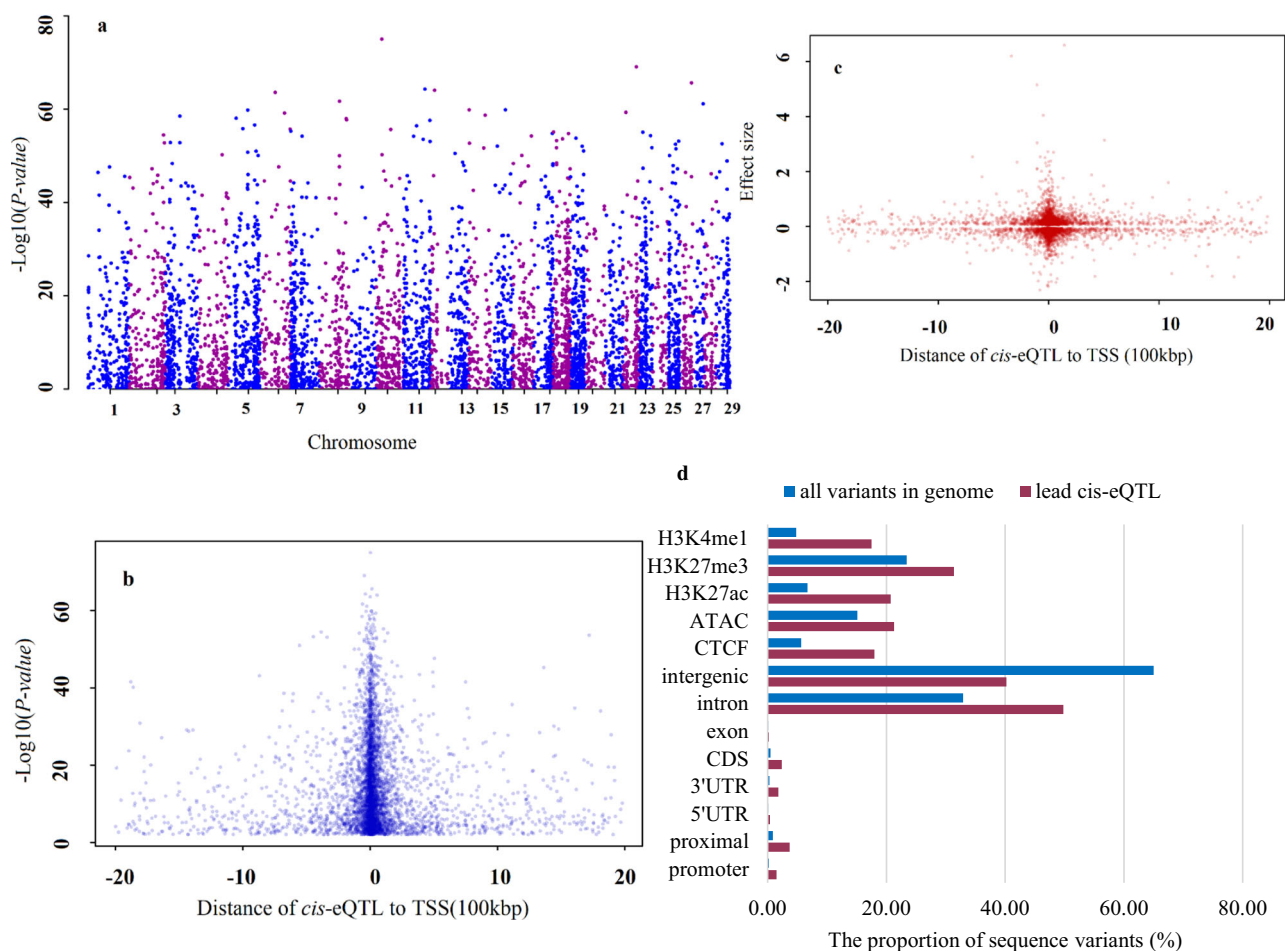 a
80
60
40
20
0
-Log10(P-value)
1 3 5 7 9 11 13 15 17 19 21 23 25 27 29
Chromosome
c
6
4
2
0
-2
Effect size
-20 -10 0 10 20
Distance of cis-eQTL to TSS (100kbp)
b
60
40
20
0
-Log10(P-value)
-20 -10 0 10 20
Distance of cis-eQTL to TSS(100kbp)
d
all variants in genome lead cis-eQTL
H3K4me1
H3K27me3
H3K27ac
ATAC
CTCF
intergenic
intron
exon
CDS
3'UTR
5'UTR
proximal
promoter
0.00 20.00 40.00 60.00 80.00
The proportion of sequence variants (%)